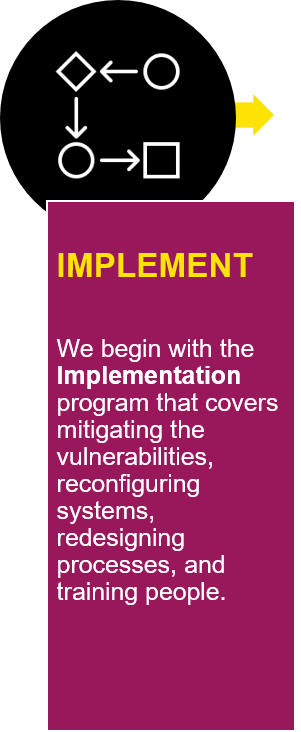 IMPLEMENT
We begin with the
Implementation
program that covers
mitigating the
vulnerabilities,
reconfiguring
systems,
redesigning
processes, and
training people.